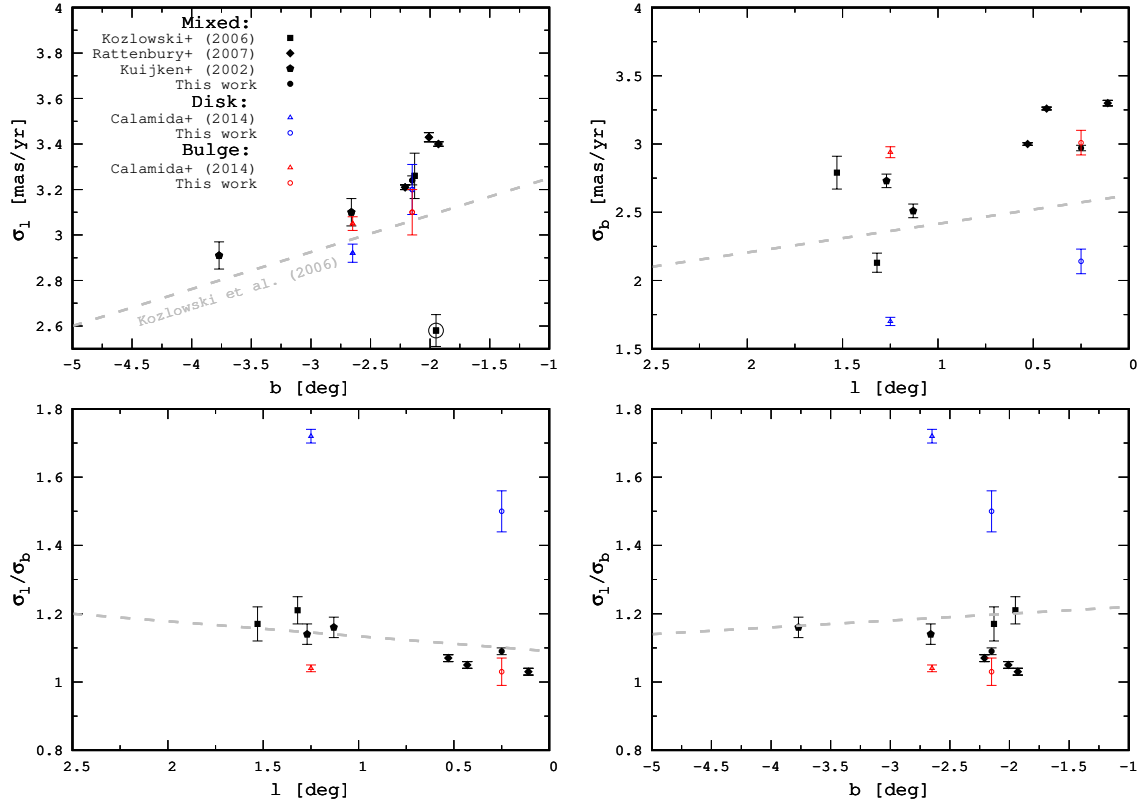 4
3.8
3.6
3.4
3.2
3
2.8
2.6
σl [mas/yr]
Mixed:
Kozlowski+ (2006)
Rattenbury+ (2007)
Kuijken+ (2002)
This work
Disk:
Calamida+ (2014)
This work
Bulge:
Calamida+ (2014)
This work
Kozlowski et al. (2006)
-5 -4.5 -4 -3.5 -3 -2.5 -2 -1.5 -1
b [deg]
4
3.5
3
2.5
2
1.5
σb [mas/yr]
2.5 2 1.5 1 0.5 0
l [deg]
1.8
1.6
1.4
1.2
1
0.8
σl/σb
2.5 2 1.5 1 0.5 0
l [deg]
1.8
1.6
1.4
1.2
1
0.8
σl/σb
-5 -4.5 -4 -3.5 -3 -2.5 -2 -1.5 -1
b [deg]